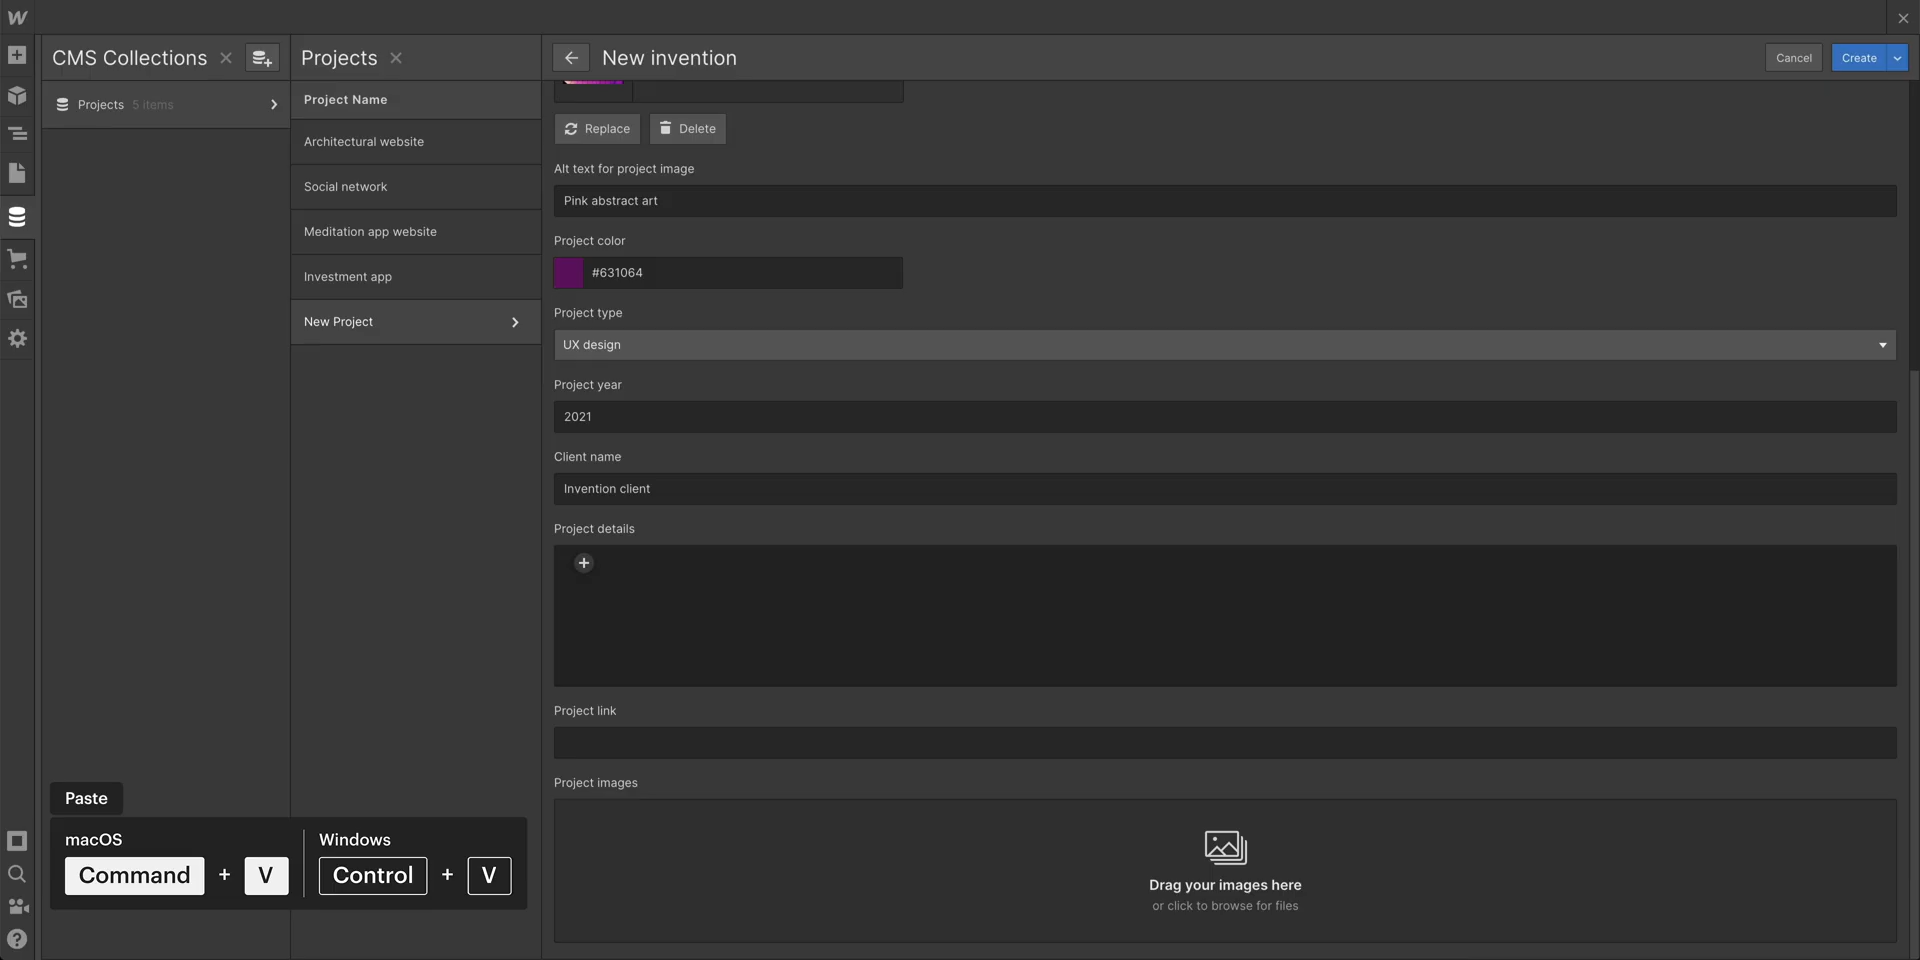 CMS Collections
Projects
New invention
Cancel
Create
Projects 5 items
Project Name
Architectural website
Social network
Meditation app website
Investment app
New Project
Replace
Delete
Alt text for project image
Pink abstract art
Project color
#631064
Project type
UX design
Project year
2021
Client name
Invention client
Project details
Project link
Project images
Drag your images here
or click to browse for files
Paste
macOS
Command + V
Windows
Control + V